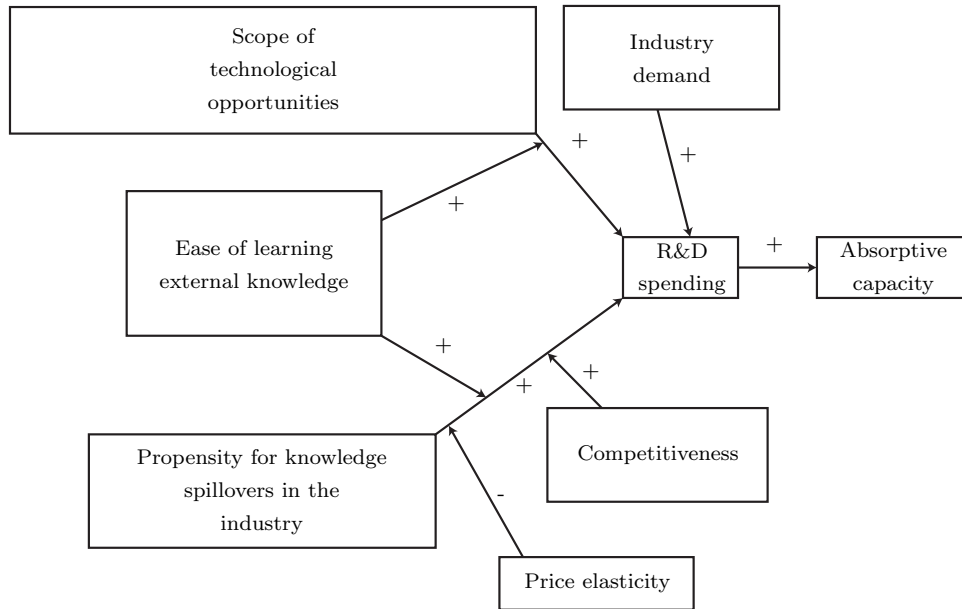 Scope of
technological
opportunities
Industry
demand
+
+
+
Ease of learning
external knowledge
R&D
spending
+
Absorptive
capacity
+
+
+
Competitiveness
Propensity for knowledge
spillovers in the
industry
-
Price elasticity